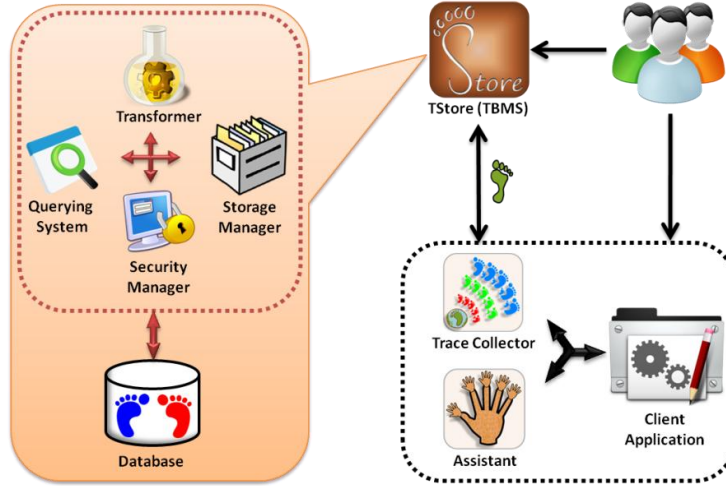 Transformer
Querying
System
Storage
Manager
Security
Manager
Database
Store
TStore (TBMS)
Trace Collector
Assistant
Client
Application